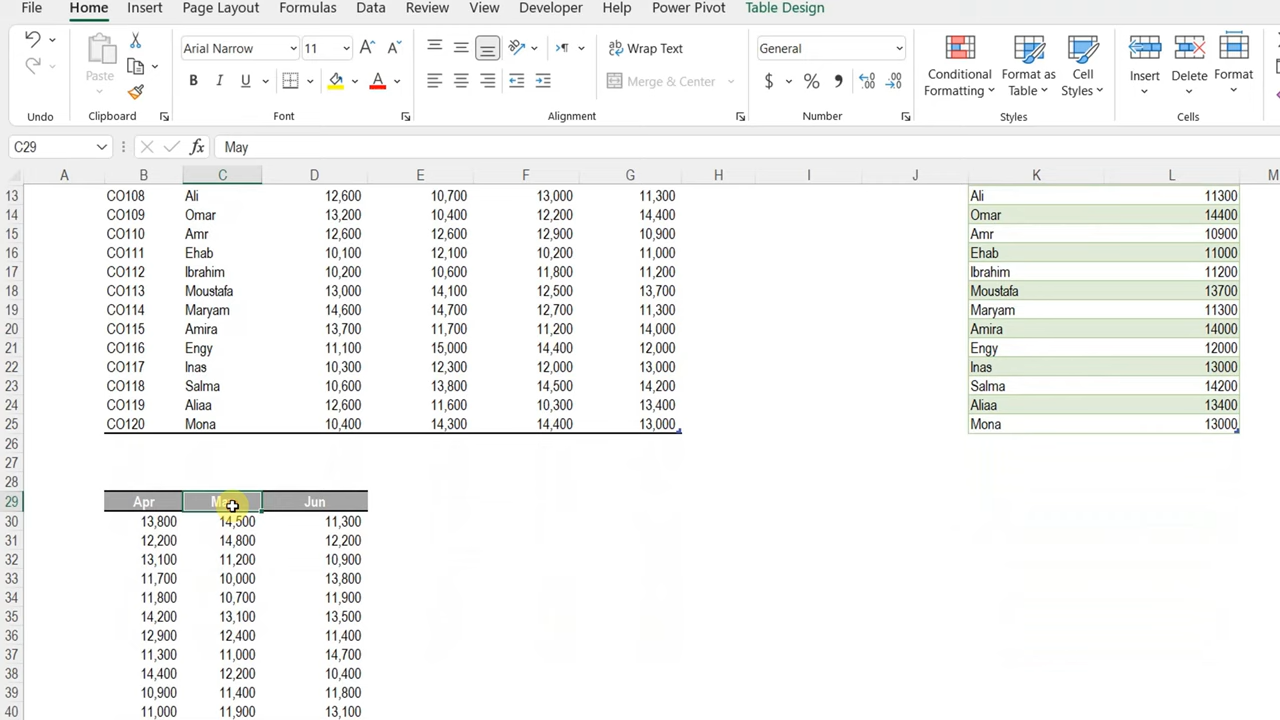 File Home Insert Page Layout Formulas Data Review View Developer Help Power Pivot Table Design
Arial Narrow 11 Wrap Text General
Paste B I U Merge & Center $ % Conditional Formatting Format as Table Cell Styles Insert Delete Format
Undo Clipboard Font Alignment Number Styles Cells
C29 fx May
A B C D E F G H I J K L M
13 CO108 Ali 12,600 10,700 13,000 11,300 Ali 11300
14 CO109 Omar 13,200 10,400 12,200 14,400 Omar 14400
15 CO110 Amr 12,600 12,600 12,900 10,900 Amr 10900
16 CO111 Ehab 10,100 12,100 10,200 11,000 Ehab 11000
17 CO112 Ibrahim 10,200 10,600 11,800 11,200 Ibrahim 11200
18 CO113 Moustafa 13,000 14,100 12,500 13,700 Moustafa 13700
19 CO114 Maryam 14,600 14,700 12,700 11,300 Maryam 11300
20 CO115 Amira 13,700 11,700 11,200 14,000 Amira 14000
21 CO116 Engy 11,100 15,000 14,400 12,000 Engy 12000
22 CO117 Inas 10,300 12,300 12,000 13,000 Inas 13000
23 CO118 Salma 10,600 13,800 14,500 14,200 Salma 14200
24 CO119 Aliaa 12,600 11,600 10,300 13,400 Aliaa 13400
25 CO120 Mona 10,400 14,300 14,400 13,000 Mona 13000
26
27
28
29 Apr May Jun
30 13,800 14,500 11,300
31 12,200 14,800 12,200
32 13,100 11,200 10,900
33 11,700 10,000 13,800
34 11,800 10,700 11,900
35 14,200 13,100 13,500
36 12,900 12,400 11,400
37 11,300 11,000 14,700
38 14,400 12,200 10,400
39 10,900 11,400 11,800
40 11,000 11,900 13,100